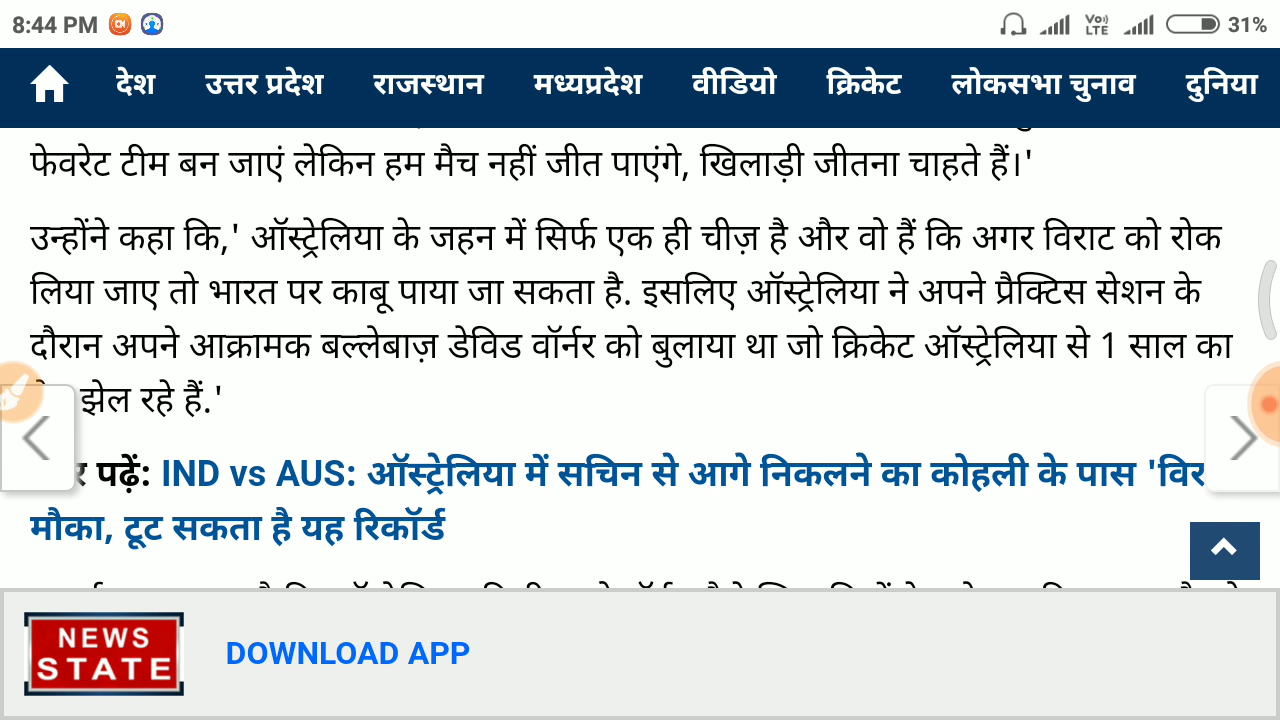 8:44 PM
Vo)) LTE
31%
देश उत्तर प्रदेश राजस्थान मध्यप्रदेश वीडियो क्रिकेट लोकसभा चुनाव दुनिया
फेवरेट टीम बन जाएं लेकिन हम मैच नहीं जीत पाएंगे, खिलाड़ी जीतना चाहते हैं।'
उन्होंने कहा कि,' ऑस्ट्रेलिया के जहन में सिर्फ एक ही चीज़ है और वो हैं कि अगर विराट को रोक
लिया जाए तो भारत पर काबू पाया जा सकता है. इसलिए ऑस्ट्रेलिया ने अपने प्रैक्टिस सेशन के
दौरान अपने आक्रामक बल्लेबाज़ डेविड वॉर्नर को बुलाया था जो क्रिकेट ऑस्ट्रेलिया से 1 साल का
झेल रहे हैं.'
पढ़ें: IND vs AUS: ऑस्ट्रेलिया में सचिन से आगे निकलने का कोहली के पास
मौका, टूट सकता है यह रिकॉर्ड
NEWS
STATE
DOWNLOAD APP